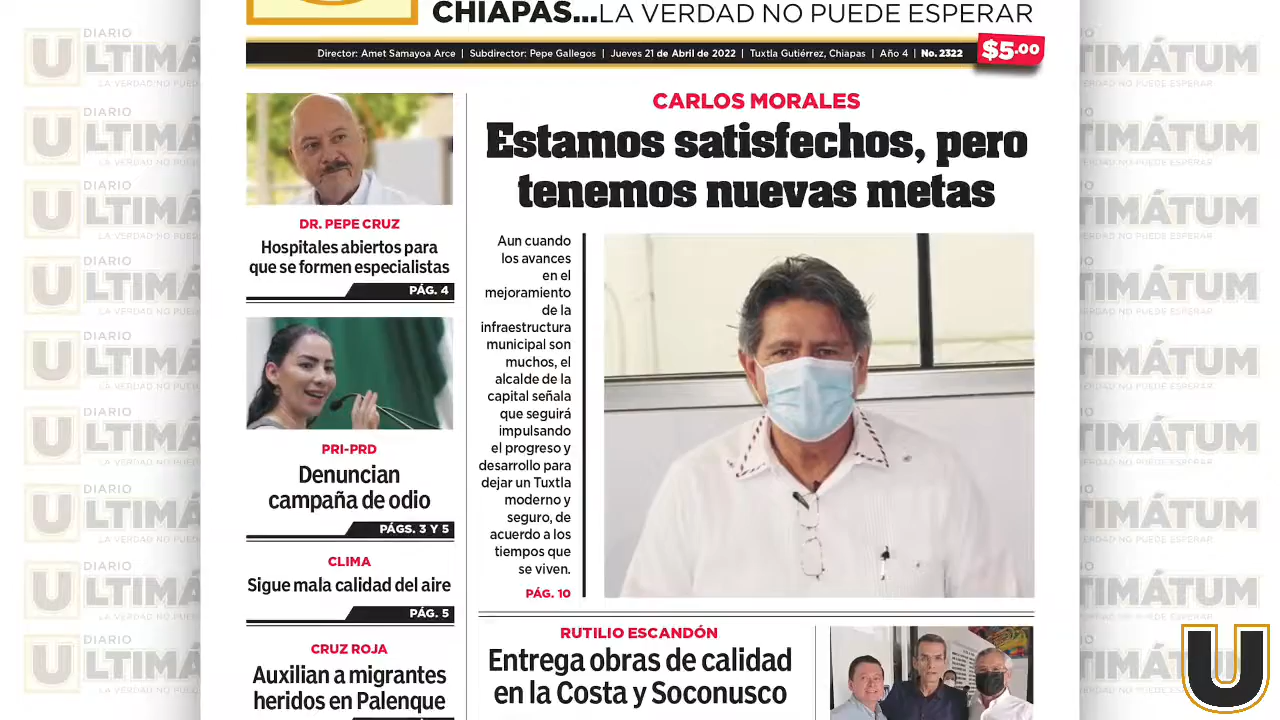 CHIAPAS...LA VERDAD NO PUEDE ESPERAR
Director: Amet Samayoa Arce | Subdirector: Pepe Gallegos | Jueves 21 de Abril de 2022 | Tuxtla Gutiérrez, Chiapas | Año 4 | No. 2322
$5.00
DR. PEPE CRUZ
Hospitales abiertos para
que se formen especialistas
PÁG. 4
PRI-PRD
Denuncian
campaña de odio
PÁGS. 3 Y 5
CLIMA
Sigue mala calidad del aire
PÁG. 5
CRUZ ROJA
Auxilian a migrantes
heridos en Palenque
CARLOS MORALES
Estamos satisfechos, pero
tenemos nuevas metas
Aun cuando
los avances
en el
mejoramiento
de la
infraestructura
municipal son
muchos, el
alcalde de la
capital señala
que seguirá
impulsando
el progreso y
desarrollo para
dejar un Tuxtla
moderno y
seguro, de
acuerdo a los
tiempos que
se viven.
PÁG. 10
RUTILIO ESCANDÓN
Entrega obras de calidad
en la Costa y Soconusco
U